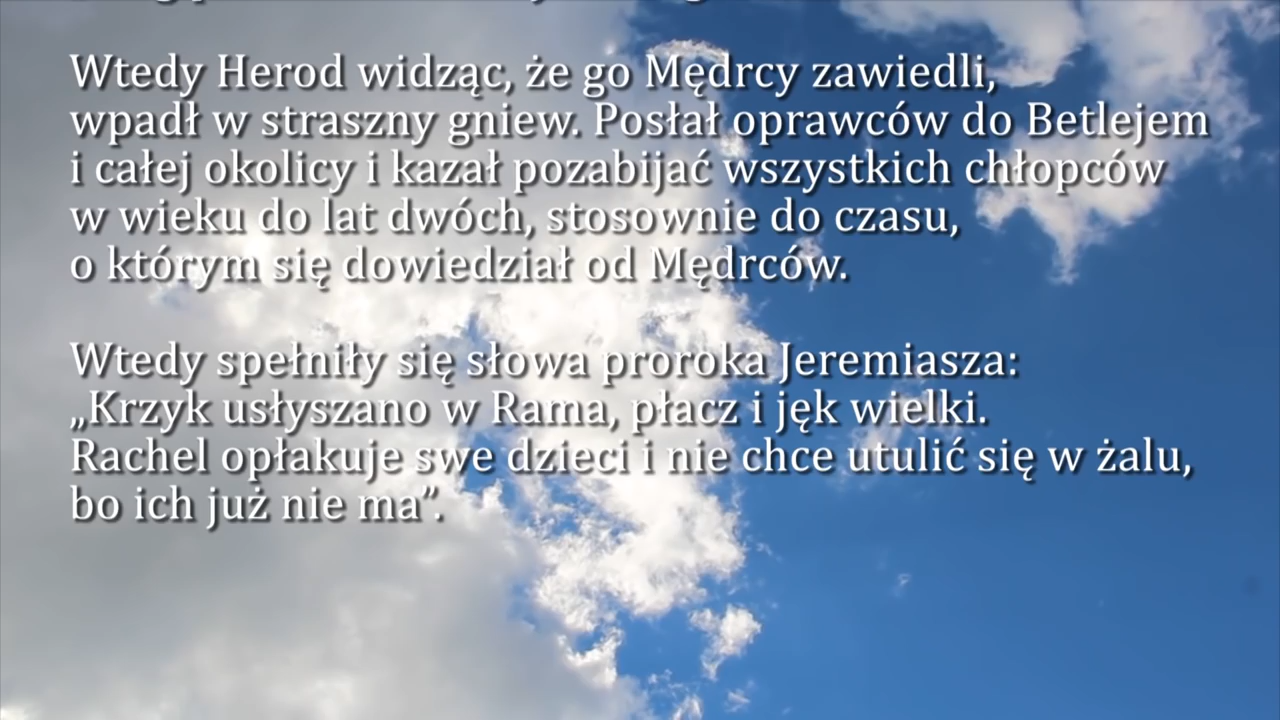 Wtedy Herod widząc, że go Mędrcy zawiedli,
wpadł w straszny gniew. Posłał oprawców do Betlejem
i całej okolicy i kazał pozabijać wszystkich chłopców
w wieku do lat dwóch, stosownie do czasu,
o którym się dowiedział od Mędrców.
Wtedy spełniły się słowa proroka Jeremiasza:
„Krzyk usłyszano w Rama, płacz i jęk wielki.
Rachel opłakuje swe dzieci i nie chce utulić się w żalu,
bo ich już nie ma”.